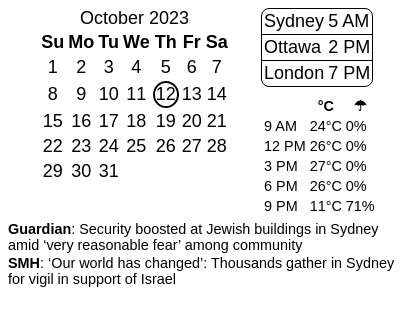 October 2023
Su Mo Tu We Th Fr Sa
1 2 3 4 5 6 7
8 9 10 11 12 13 14
15 16 17 18 19 20 21
22 23 24 25 26 27 28
29 30 31
Sydney 5 AM
Ottawa 2 PM
London 7 PM
°C ☂
9 AM 24°C 0%
12 PM 26°C 0%
3 PM 27°C 0%
6 PM 26°C 0%
9 PM 11°C 71%
Guardian: Security boosted at Jewish buildings in Sydney
amid ‘very reasonable fear’ among community
SMH: ‘Our world has changed’: Thousands gather in Sydney
for vigil in support of Israel